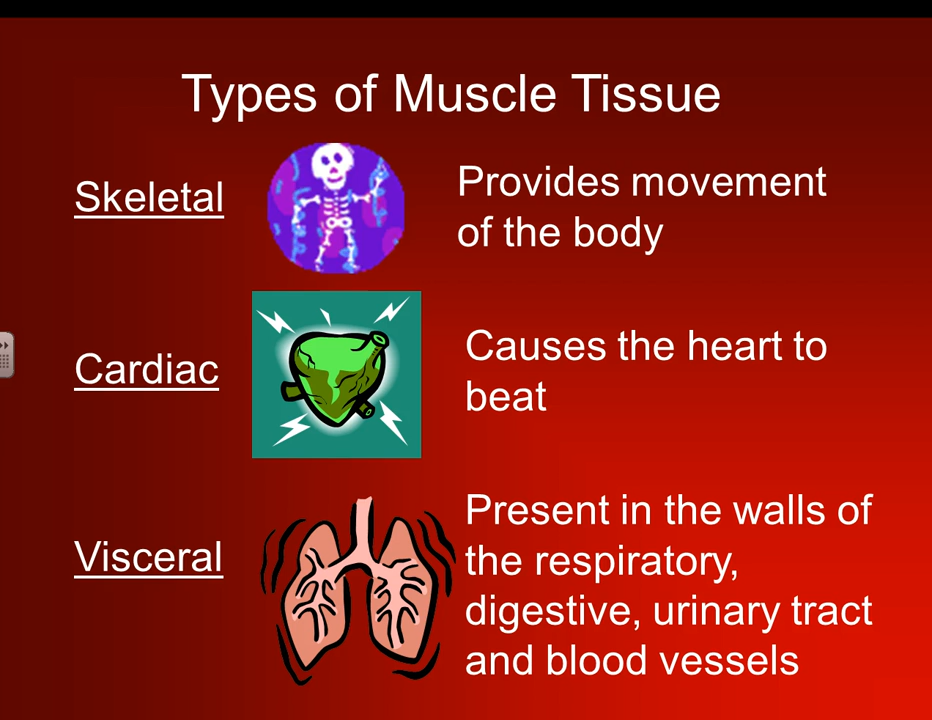 Types of Muscle Tissue
Skeletal
Provides movement
of the body
Cardiac
Causes the heart to
beat
Visceral
Present in the walls of
the respiratory,
digestive, urinary tract
and blood vessels